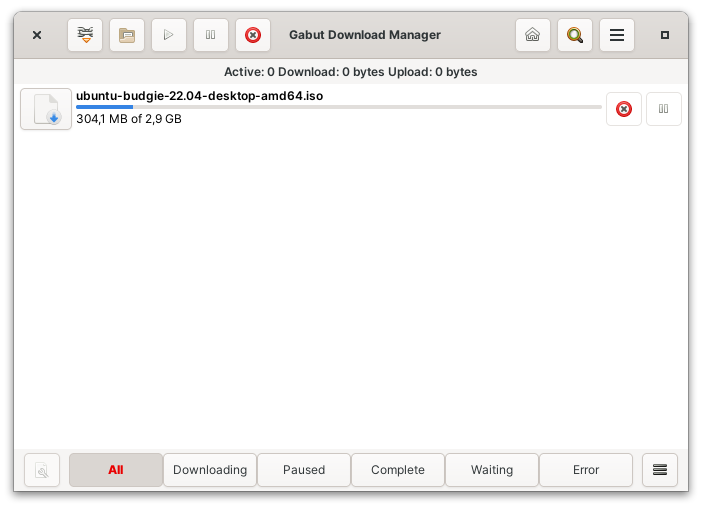 Gabut Download Manager
Active: 0 Download: 0 bytes Upload: 0 bytes
ubuntu-budgie-22.04-desktop-amd64.iso
304,1 MB of 2,9 GB
All Downloading Paused Complete Waiting Error